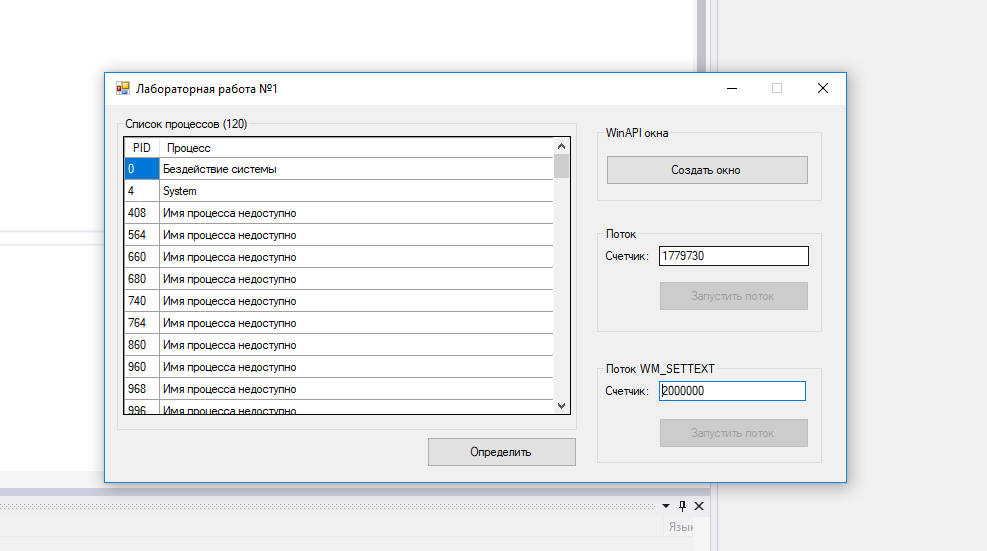 Лабораторная работа №1
Список процессов (120)
PID Процесс
0 Бездействие системы
4 System
408 Имя процесса недоступно
564 Имя процесса недоступно
660 Имя процесса недоступно
680 Имя процесса недоступно
740 Имя процесса недоступно
764 Имя процесса недоступно
860 Имя процесса недоступно
960 Имя процесса недоступно
968 Имя процесса недоступно
996 Имя процесса недоступно
Определить
WinAPI окна
Создать окно
Поток
Счетчик: 1779730
Запустить поток
Поток WM_SETTEXT
Счетчик: 2000000
Запустить поток
Язык